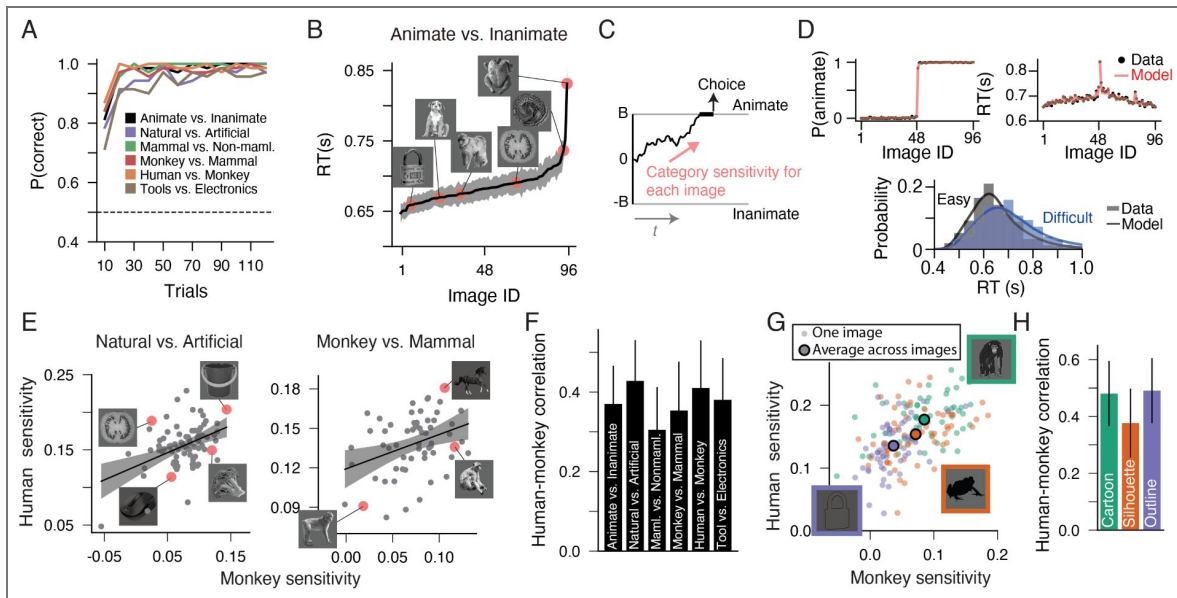 A
P(correct)
1.0
0.9
0.8
0.7
0.6
0.4
Animate vs. Inanimate
Natural vs. Artificial
Mammal vs. Non-maml.
Monkey vs. Mammal
Human vs. Monkey
Tools vs. Electronics
10 30 50 70 90 110
Trials
B
Animate vs. Inanimate
RT(s)
0.85
0.75
0.65
1 48 96
Image ID
C
Choice
B
Animate
0
Category sensitivity for
each image
-B
Inanimate
t
D
P(animate)
1
0
1 48 96
Image ID
RT(s)
0.8
0.7
0.6
1 48 96
Image ID
Data
Model
Probability
0.2
0.1
0
Easy
Difficult
Data
Model
0.4 0.6 0.8 1.0
RT (s)
E
Natural vs. Artificial
Human sensitivity
0.25
0.15
0.05
-0.05 0.05 0.15
Monkey vs. Mammal
0.18
0.15
0.12
0.09
0.00 0.05 0.10
Monkey sensitivity
F
Human-monkey correlation
0.4
0.2
0.0
Animate vs. Inanimate
Natural vs. Artificial
Maml. vs. Nonmaml.
Monkey vs. Mammal
Human vs. Monkey
Tool vs. Electronics
G
One image
Average across images
Human sensitivity
0.2
0.1
0.0
0.0 0.1 0.2
Monkey sensitivity
H
Human-monkey correlation
0.6
0.4
0.2
0.0
Cartoon
Silhouette
Outline